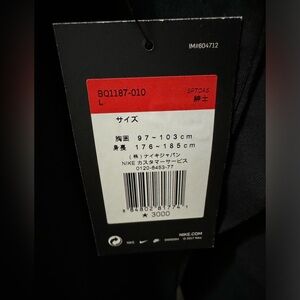 IM#604712
BQ1187-010
L
紳士
サイズ
胸囲 97~103cm
身長 176~185cm
(株)ナイキジャパン
NIKE カスタマーサービス
0120-6453-77
★ 3000
NIKE.COM